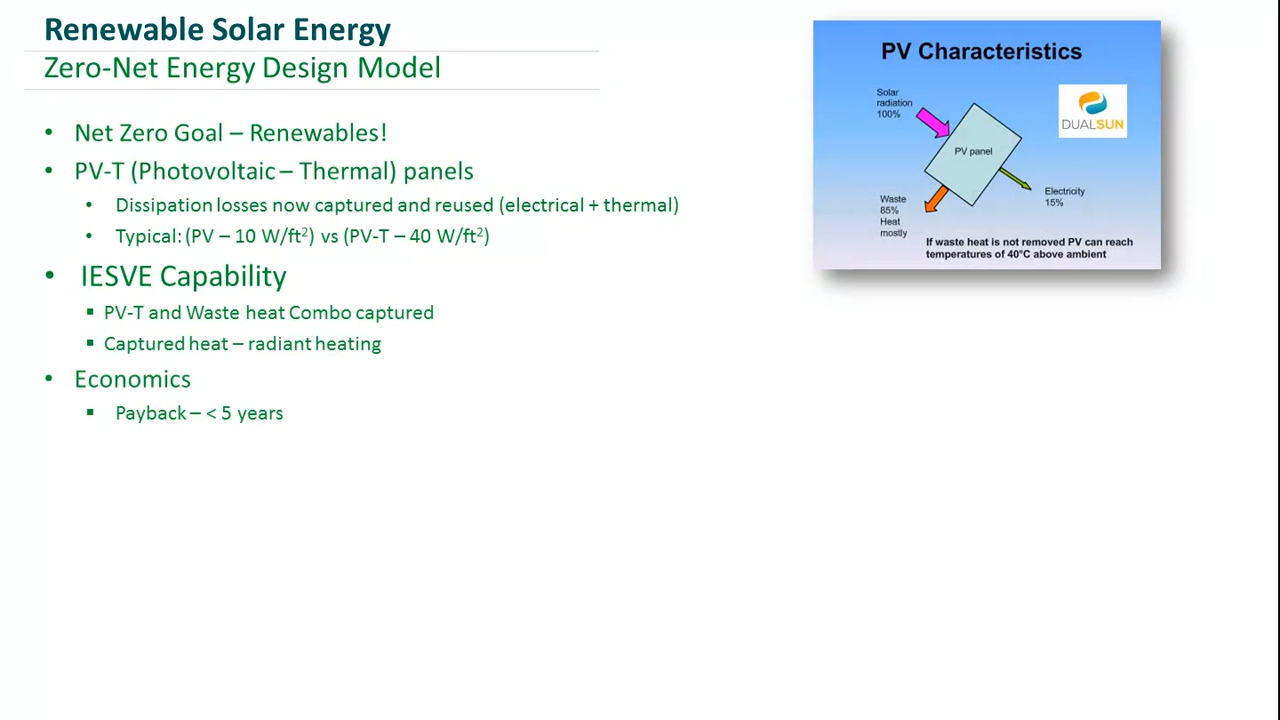 Renewable Solar Energy
Zero-Net Energy Design Model
• Net Zero Goal – Renewables!
• PV-T (Photovoltaic – Thermal) panels
• Dissipation losses now captured and reused (electrical + thermal)
• Typical: (PV – 10 W/ft²) vs (PV-T – 40 W/ft²)
• IESVE Capability
▪ PV-T and Waste heat Combo captured
▪ Captured heat – radiant heating
• Economics
▪ Payback – < 5 years
PV Characteristics
Solar
radiation
100%
DUALSUN
PV panel
Electricity
15%
Waste
85%
Heat
mostly
If waste heat is not removed PV can reach
temperatures of 40°C above ambient